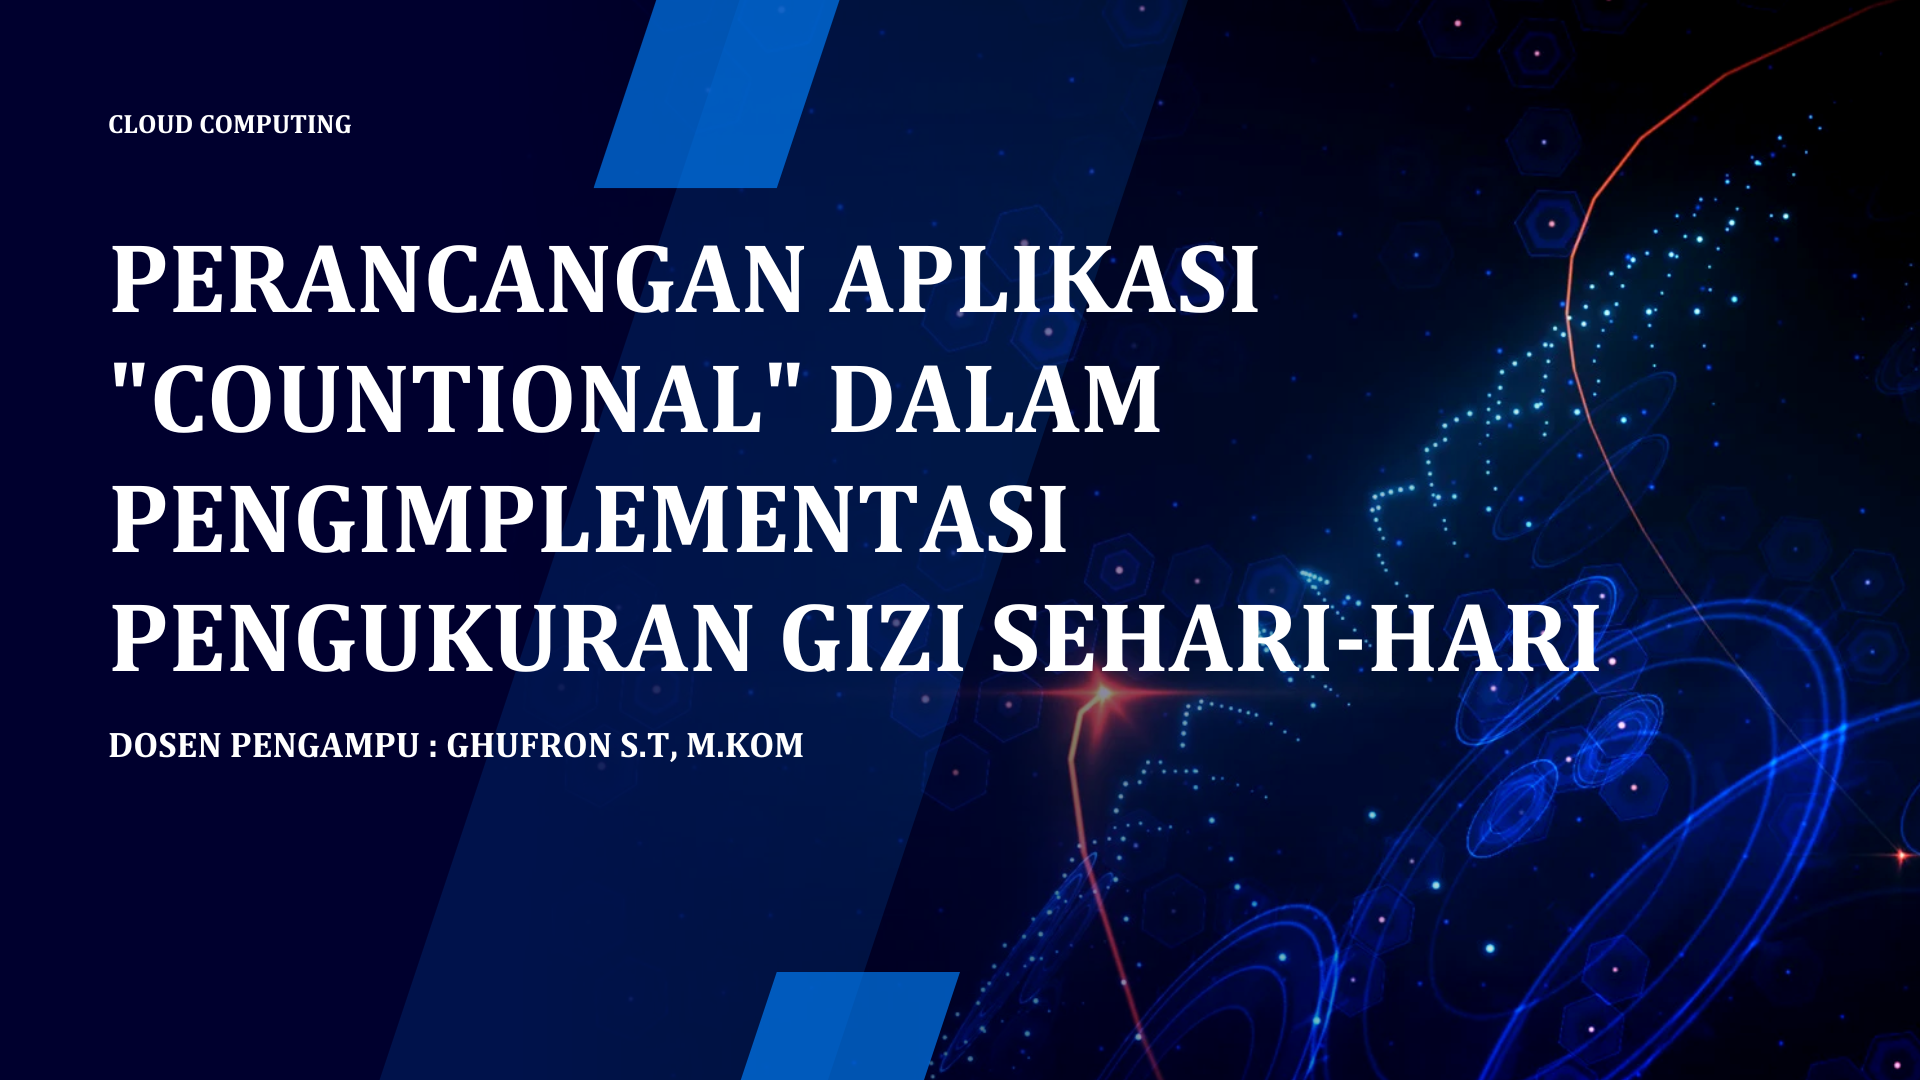 CLOUD COMPUTING
PERANCANGAN APLIKASI
"COUNTIONAL" DALAM
PENGIMPLEMENTASI
PENGUKURAN GIZI SEHARI-HARI
DOSEN PENGAMPU : GHUFRON S.T, M.KOM